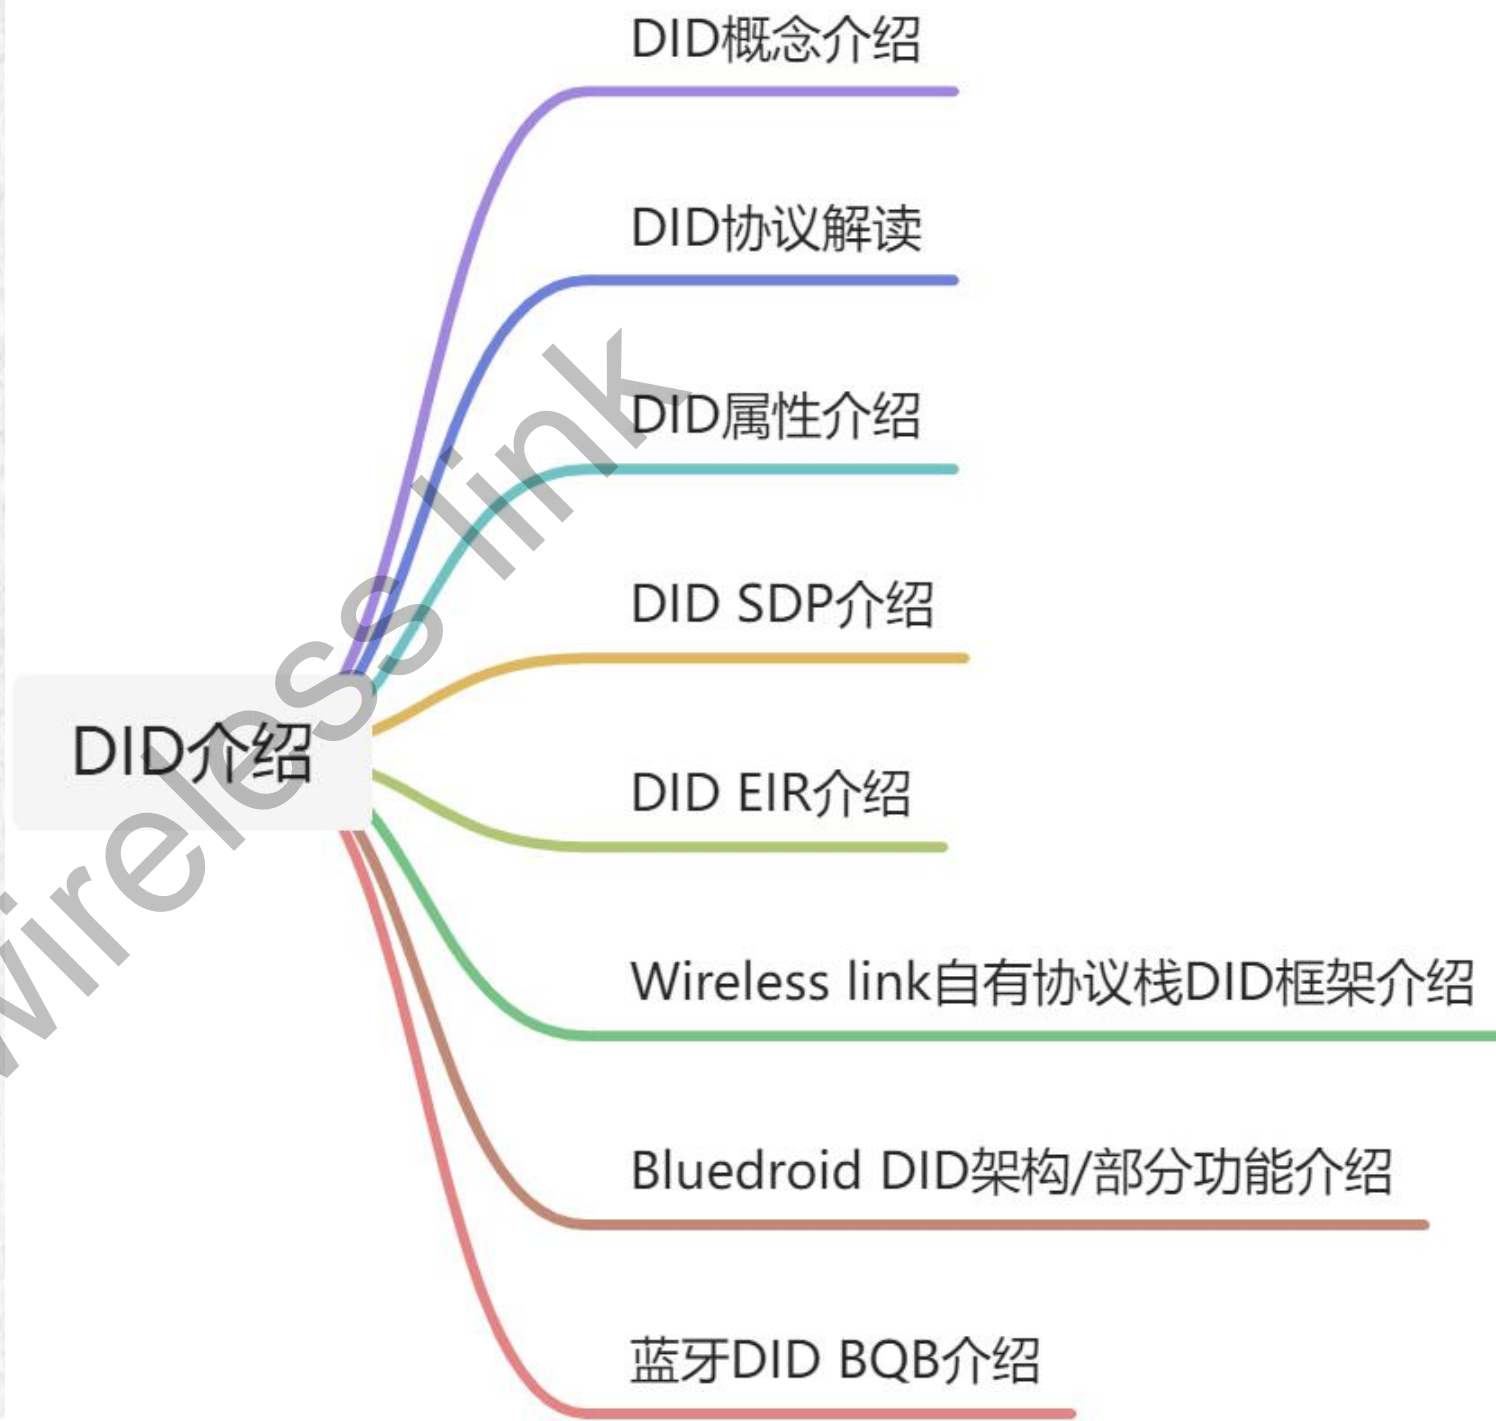 DID概念介绍
DID协议解读
DID属性介绍
DID SDP介绍
DID介绍
DID EIR介绍
Wireless link自有协议栈DID框架介绍
Bluedroid DID架构/部分功能介绍
蓝牙DID BQB介绍
wireless link